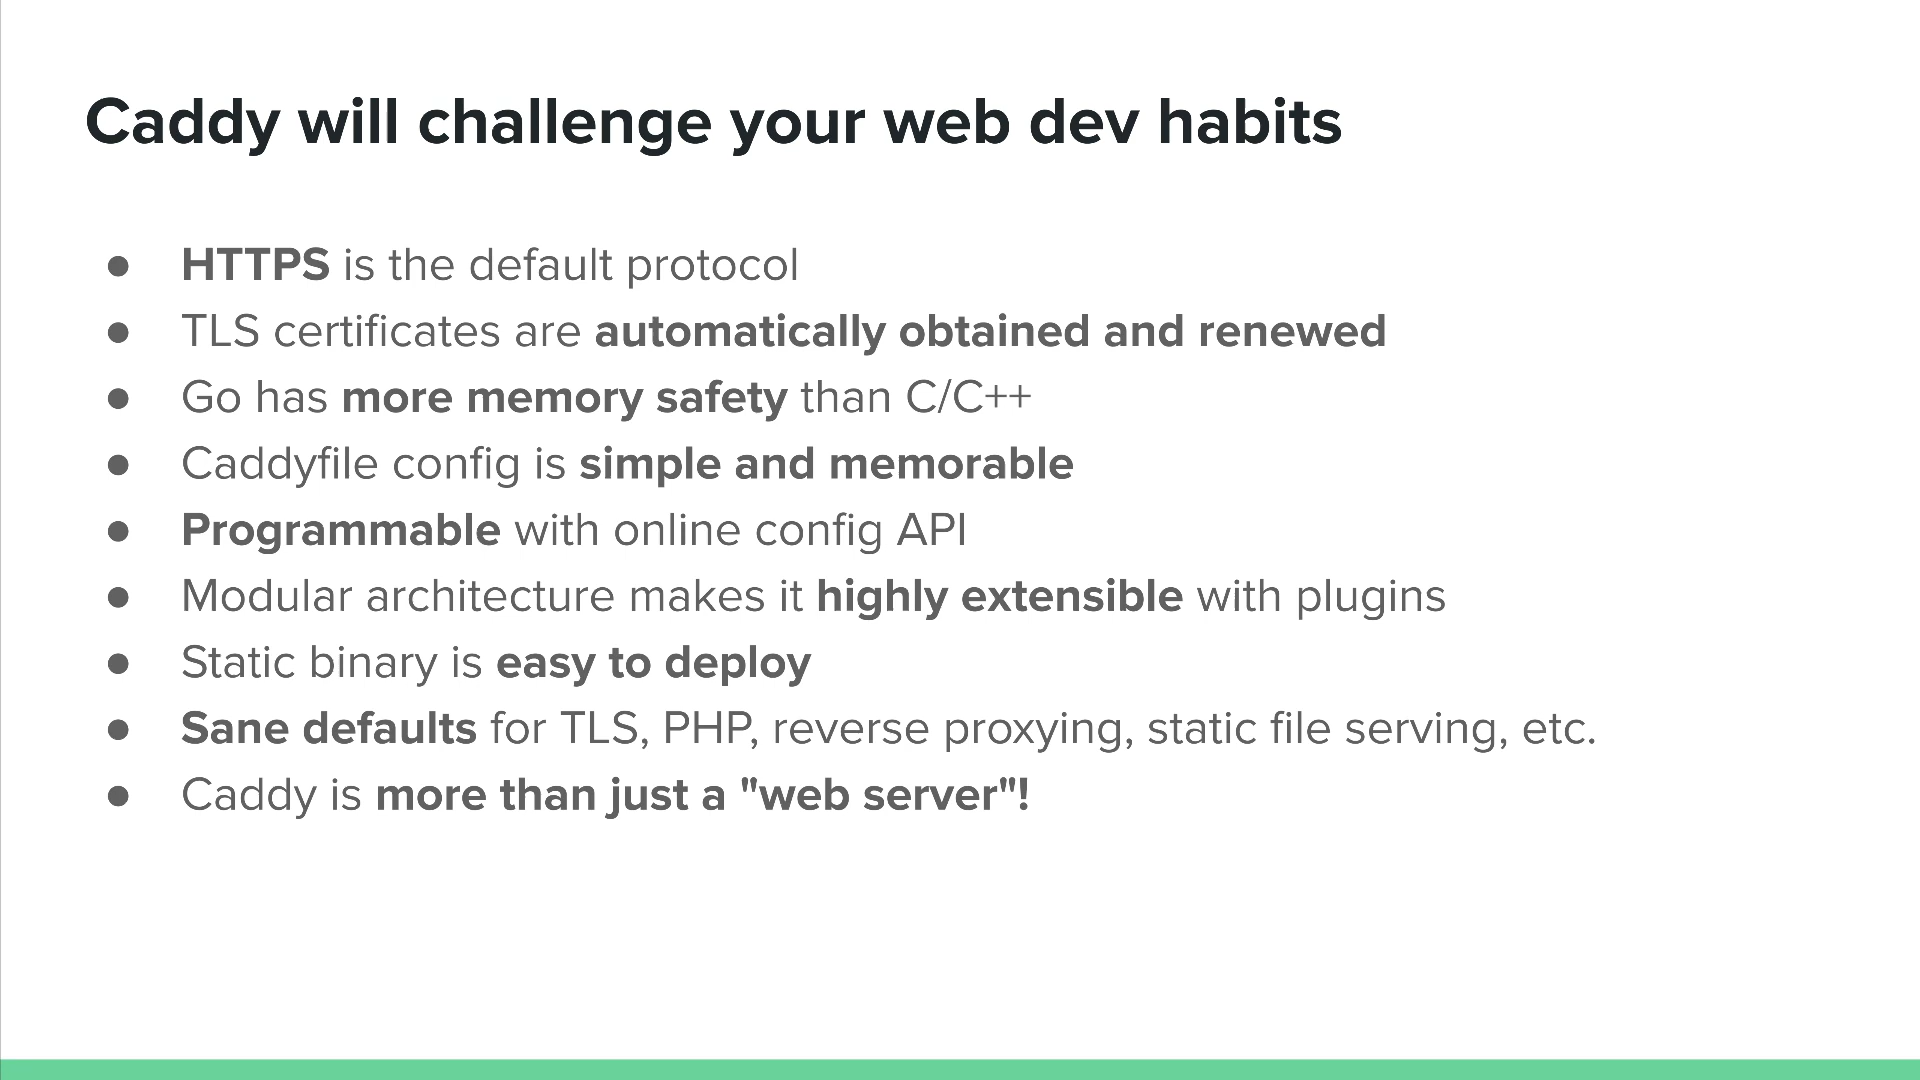 Caddy will challenge your web dev habits
● HTTPS is the default protocol
● TLS certificates are automatically obtained and renewed
● Go has more memory safety than C/C++
● Caddyfile config is simple and memorable
● Programmable with online config API
● Modular architecture makes it highly extensible with plugins
● Static binary is easy to deploy
● Sane defaults for TLS, PHP, reverse proxying, static file serving, etc.
● Caddy is more than just a "web server"!